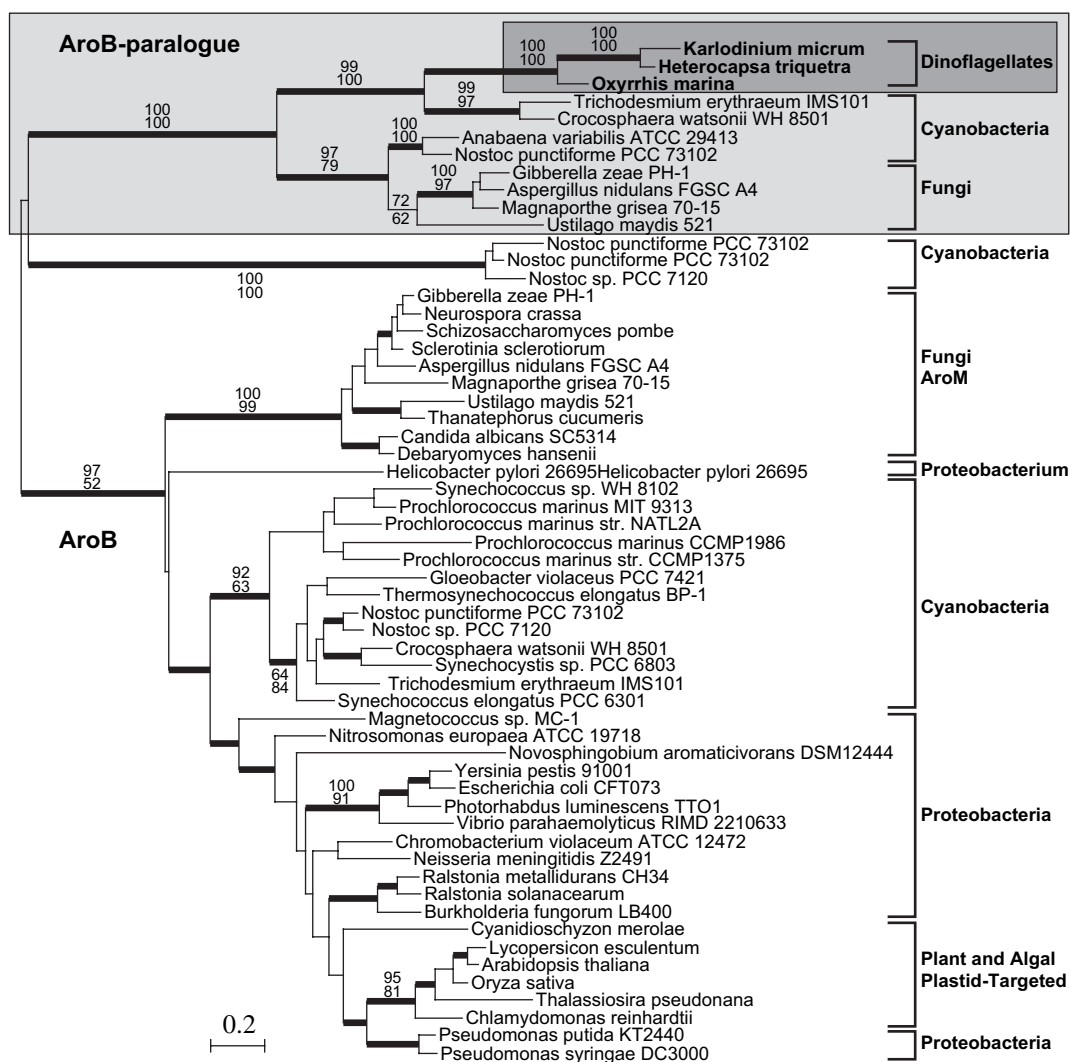 AroB-paralogue
100
100
100
100
Karlodinium micrum
Heterocapsa triquetra
Oxyrrhis marina
Dinoflagellates
99
100
99
97
Trichodesmium erythraeum IMS101
Crocosphaera watsonii WH 8501
Cyanobacteria
100
100
100
100
Anabaena variabilis ATCC 29413
Nostoc punctiforme PCC 73102
97
79
100
97
Gibberella zeae PH-1
Aspergillus nidulans FGSC A4
Magnaporthe grisea 70-15
Ustilago maydis 521
Fungi
72
62
Nostoc punctiforme PCC 73102
Nostoc punctiforme PCC 73102
Nostoc sp. PCC 7120
Cyanobacteria
100
100
Gibberella zeae PH-1
Neurospora crassa
Schizosaccharomyces pombe
Sclerotinia sclerotiorum
Aspergillus nidulans FGSC A4
Magnaporthe grisea 70-15
Ustilago maydis 521
Thanatephorus cucumeris
Candida albicans SC5314
Debaryomyces hansenii
Fungi
AroM
100
99
Helicobacter pylori 26695Helicobacter pylori 26695
Proteobacterium
97
52
AroB
Synechococcus sp. WH 8102
Prochlorococcus marinus MIT 9313
Prochlorococcus marinus str. NATL2A
Prochlorococcus marinus CCMP1986
Prochlorococcus marinus str. CCMP1375
Gloeobacter violaceus PCC 7421
Thermosynechococcus elongatus BP-1
Nostoc punctiforme PCC 73102
Nostoc sp. PCC 7120
Crocosphaera watsonii WH 8501
Synechocystis sp. PCC 6803
Trichodesmium erythraeum IMS101
Synechococcus elongatus PCC 6301
Cyanobacteria
92
63
64
84
Magnetococcus sp. MC-1
Nitrosomonas europaea ATCC 19718
Novosphingobium aromaticivorans DSM12444
Yersinia pestis 91001
Escherichia coli CFT073
Photorhabdus luminescens TTO1
Vibrio parahaemolyticus RIMD 2210633
Chromobacterium violaceum ATCC 12472
Neisseria meningitidis Z2491
Ralstonia metallidurans CH34
Ralstonia solanacearum
Burkholderia fungorum LB400
Proteobacteria
100
91
Cyanidioschyzon merolae
Lycopersicon esculentum
Arabidopsis thaliana
Oryza sativa
Thalassiosira pseudonana
Chlamydomonas reinhardtii
Plant and Algal
Plastid-Targeted
95
81
Pseudomonas putida KT2440
Pseudomonas syringae DC3000
Proteobacteria
0.2